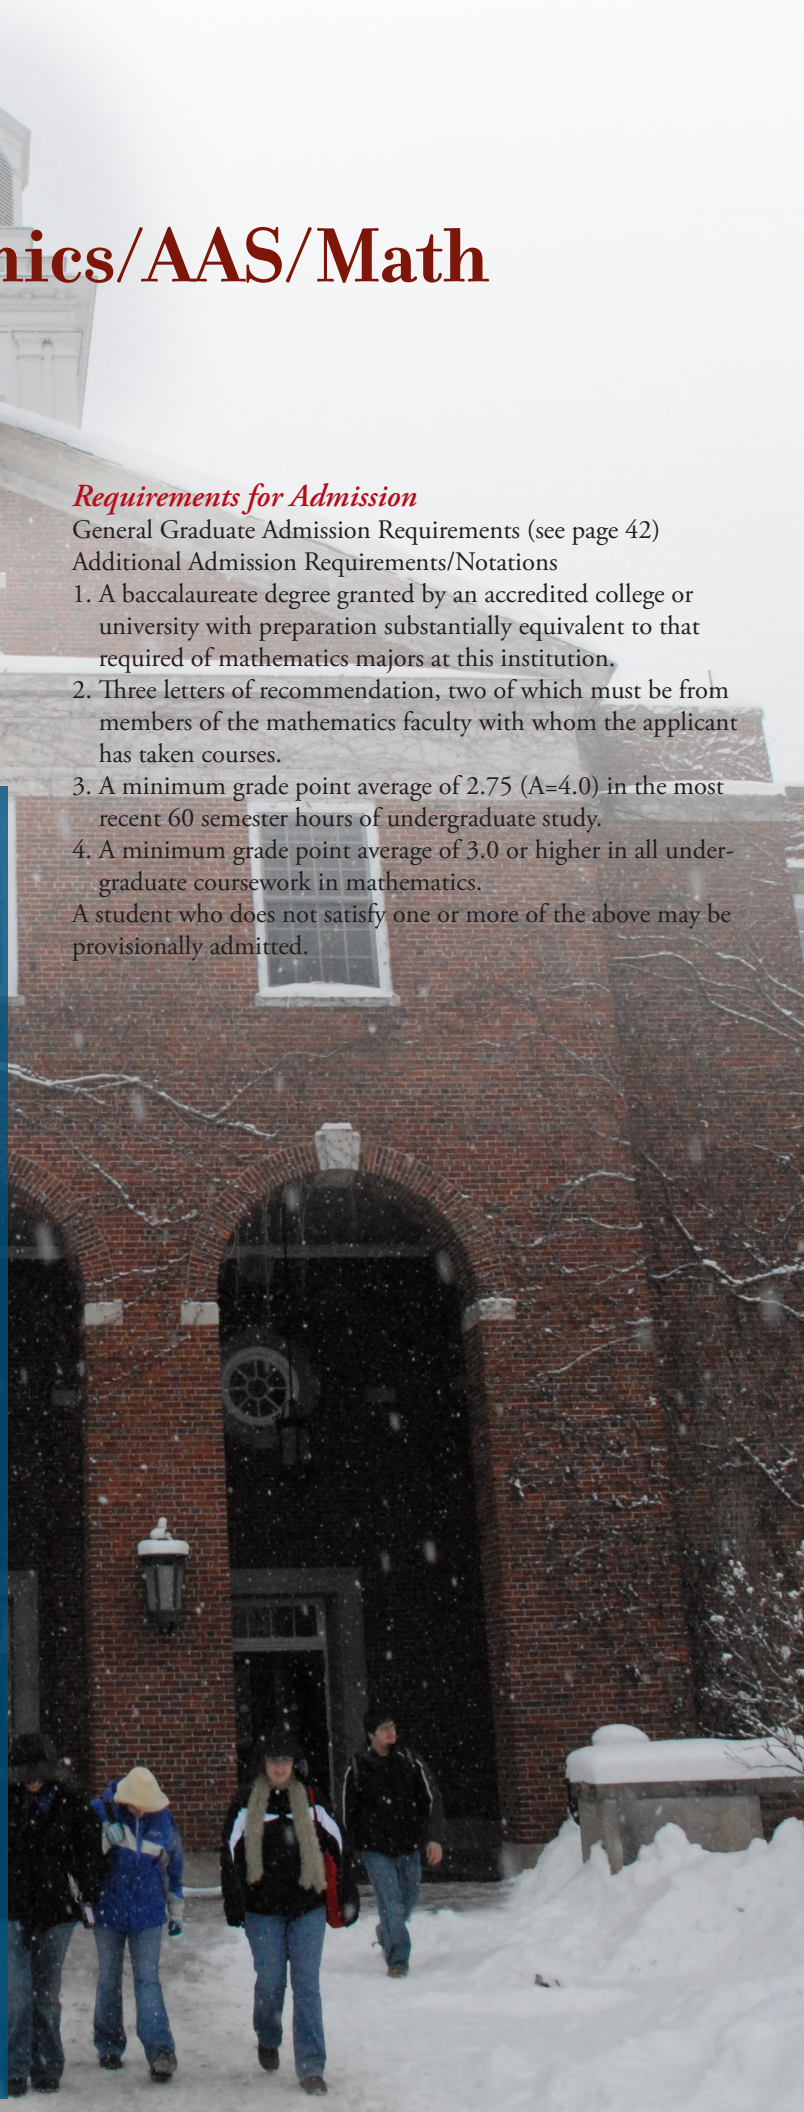 ics/AAS/Math
Requirements for Admission
General Graduate Admission Requirements (see page 42)
Additional Admission Requirements/Notations
1. A baccalaureate degree granted by an accredited college or
university with preparation substantially equivalent to that
required of mathematics majors at this institution.
2. Three letters of recommendation, two of which must be from
members of the mathematics faculty with whom the applicant
has taken courses.
3. A minimum grade point average of 2.75 (A=4.0) in the most
recent 60 semester hours of undergraduate study.
4. A minimum grade point average of 3.0 or higher in all under-
graduate coursework in mathematics.
A student who does not satisfy one or more of the above may be
provisionally admitted.